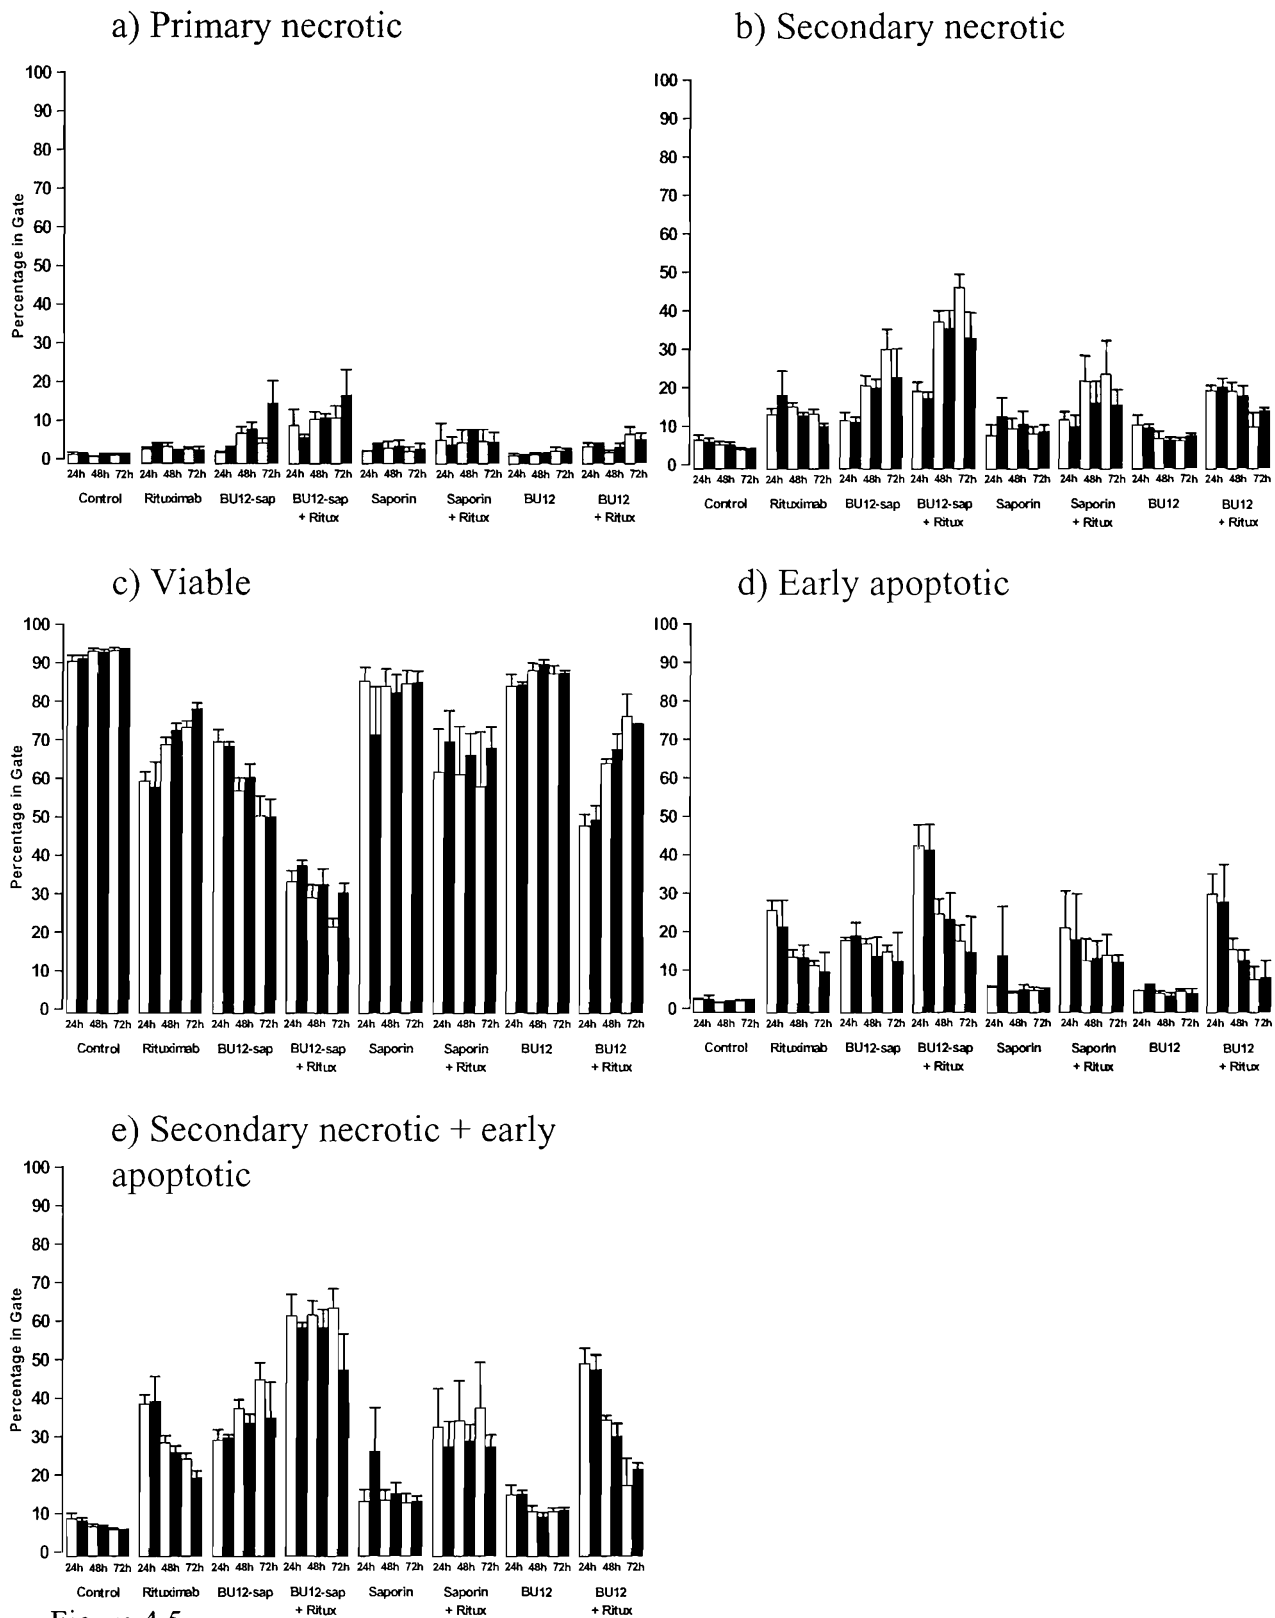 a) Primary necrotic
100
90
80
70
60
50
40
30
20
10
0
Percentage in Gate
24h 48h 72h 24h 48h 72h 24h 48h 72h 24h 48h 72h 24h 48h 72h 24h 48h 72h 24h 48h 72h 24h 48h 72h
Control Rituximab BU12-sap BU12-sap Saporin Saporin BU12 BU12
+ Ritux + Ritux + Ritux
b) Secondary necrotic
100
90
80
70
60
50
40
30
20
10
0
24h 48h 72h 24h 48h 72h 24h 48h 72h 24h 48h 72h 24h 48h 72h 24h 48h 72h 24h 48h 72h 24h 48h 72h
Control Rituximab BU12-sap BU12-sap Saporin Saporin BU12 BU12
+ Ritux + Ritux + Ritux
c) Viable
100
90
80
70
60
50
40
30
20
10
0
Percentage in Gate
24h 48h 72h 24h 48h 72h 24h 48h 72h 24h 48h 72h 24h 48h 72h 24h 48h 72h 24h 48h 72h 24h 48h 72h
Control Rituximab BU12-sap BU12-sap Saporin Saporin BU12 BU12
+ Ritux + Ritux + Ritux
d) Early apoptotic
100
90
80
70
60
50
40
30
20
10
0
24h 48h 72h 24h 48h 72h 24h 48h 72h 24h 48h 72h 24h 48h 72h 24h 48h 72h 24h 48h 72h 24h 48h 72h
Control Rituximab BU12-sap BU12-sap Saporin Saporin BU12 BU12
+ Ritux + Ritux + Ritux
e) Secondary necrotic + early
apoptotic
100
90
80
70
60
50
40
30
20
10
0
Percentage in Gate
24h 48h 72h 24h 48h 72h 24h 48h 72h 24h 48h 72h 24h 48h 72h 24h 48h 72h 24h 48h 72h 24h 48h 72h
Control Rituximab BU12-sap BU12-sap Saporin Saporin BU12 BU12
+ Ritux + Ritux + Ritux
Figure 4.5